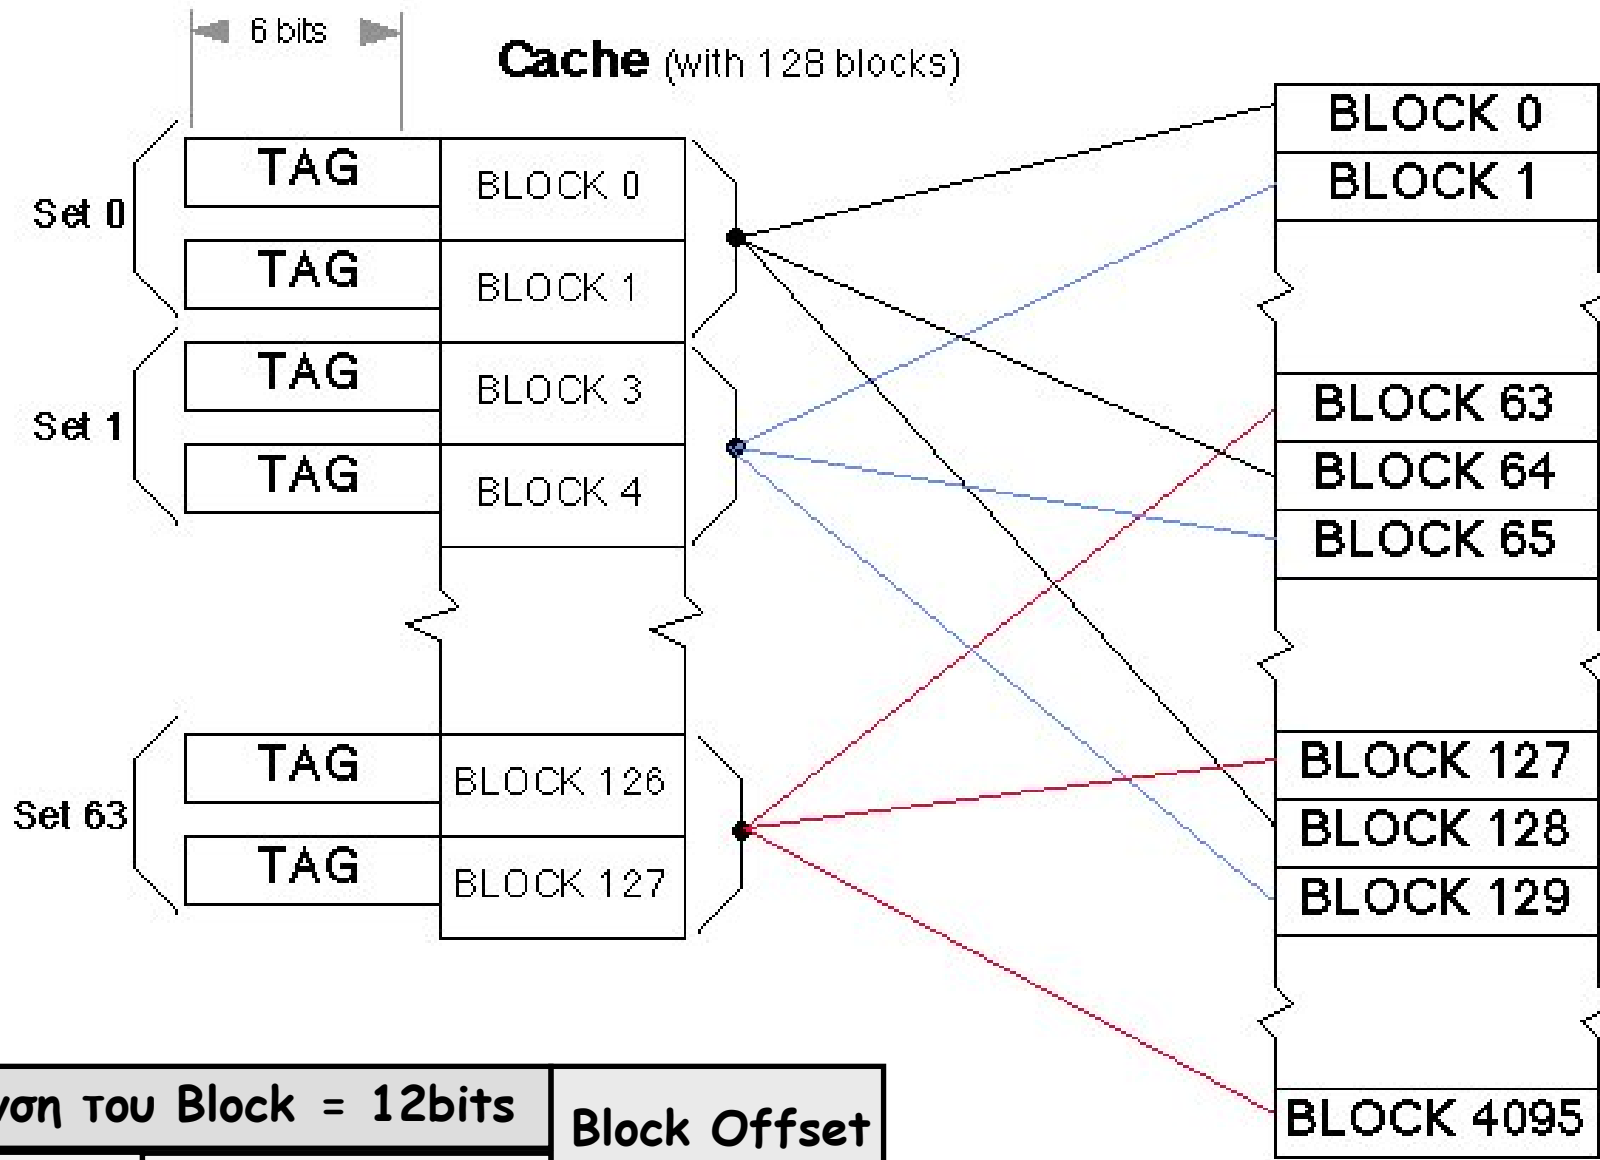 6 bits
Cache (with 128 blocks)
Set 0
TAG
BLOCK 0
TAG
BLOCK 1
Set 1
TAG
BLOCK 3
TAG
BLOCK 4
Set 63
TAG
BLOCK 126
TAG
BLOCK 127
BLOCK 0
BLOCK 1
BLOCK 63
BLOCK 64
BLOCK 65
BLOCK 127
BLOCK 128
BLOCK 129
BLOCK 4095
του Block = 12bits
Block Offset